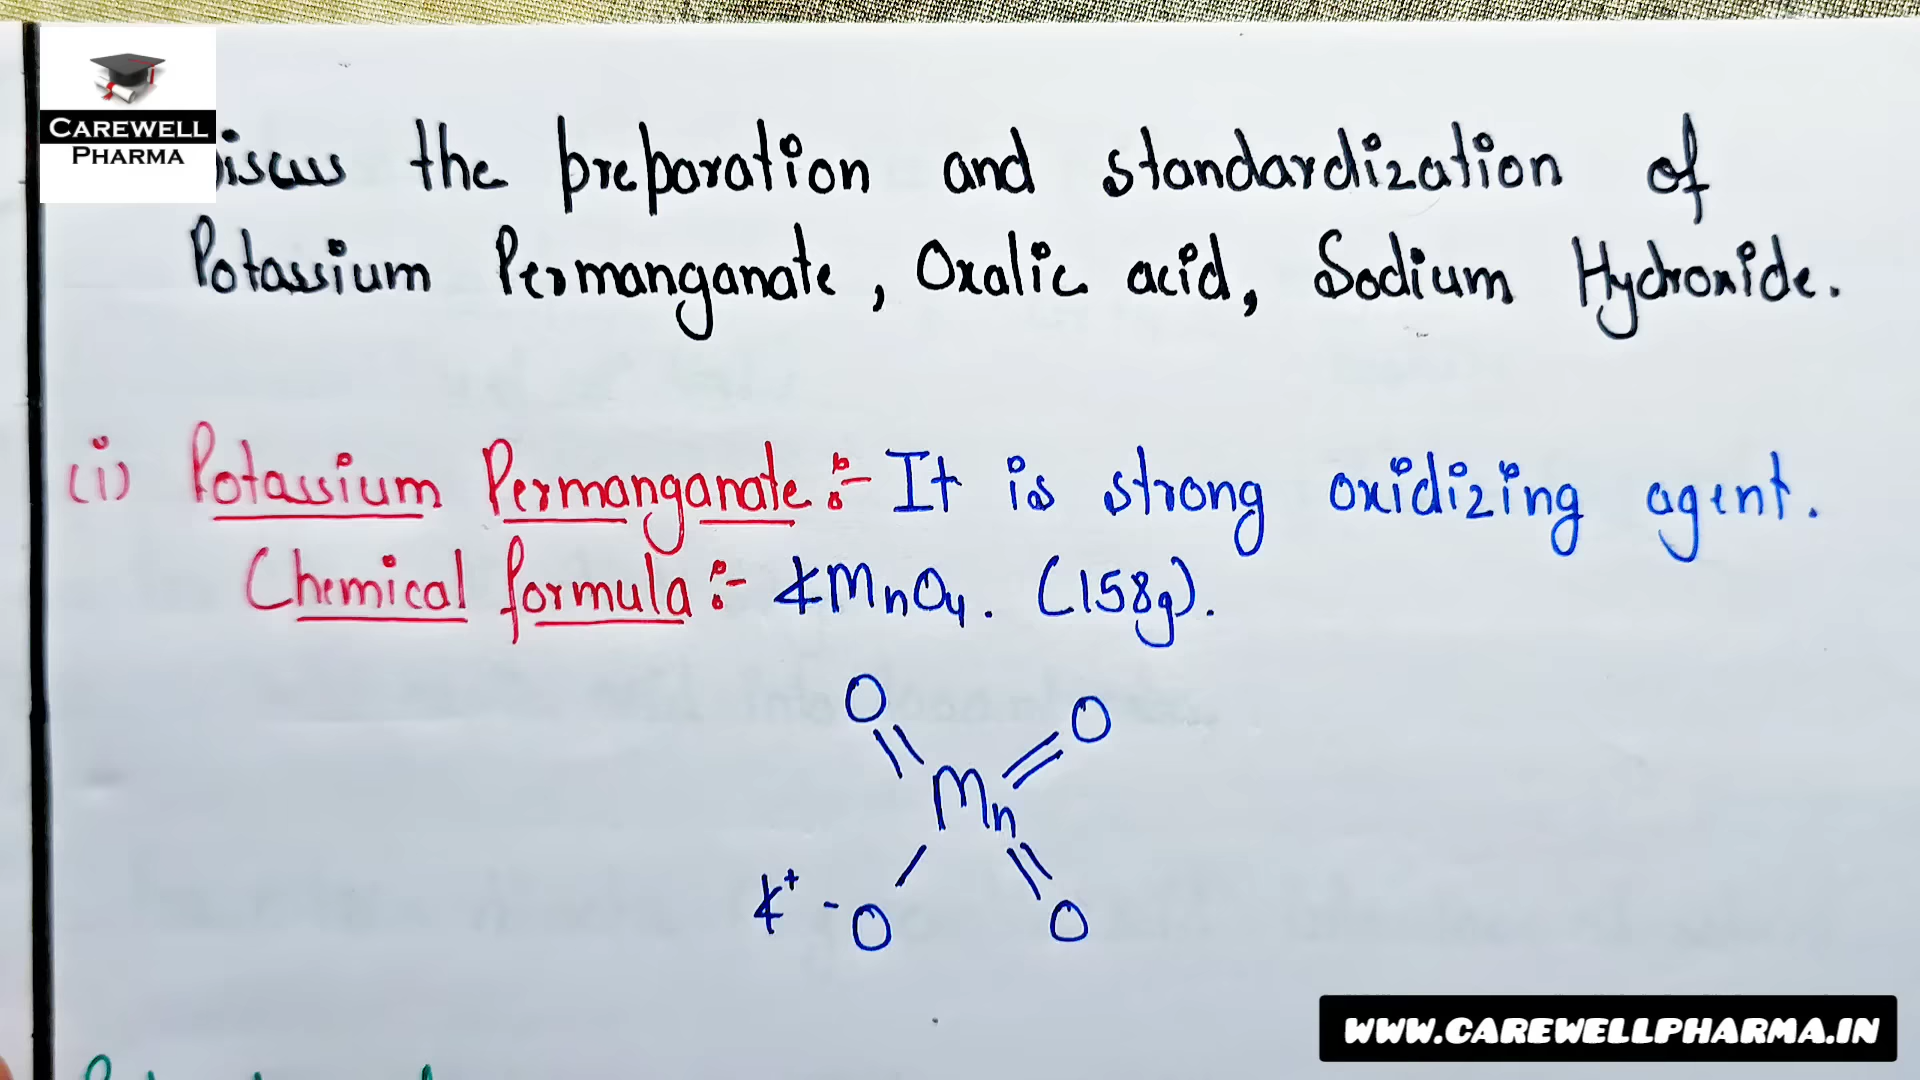 CAREWELL
PHARMA
iscuss the preparation and standardization of
Potassium Permanganate, Oxalic acid, Sodium Hydroxide.
(i) Potassium Permanganate :- It is strong oxidizing agent.
Chemical formula :- KMnO4. (158g).
O
O
Mn
K+ - O
O
WWW.CAREWELLPHARMA.IN